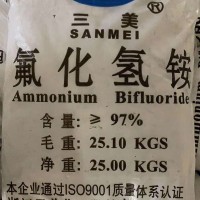 三美 ®
SANMEI
氟化氢铵
Ammonium Bifluoride
含量: ≥ 97%
毛重: 25.10 KGS
净重: 25.00 KGS
本企业通过ISO9001质量体系认证